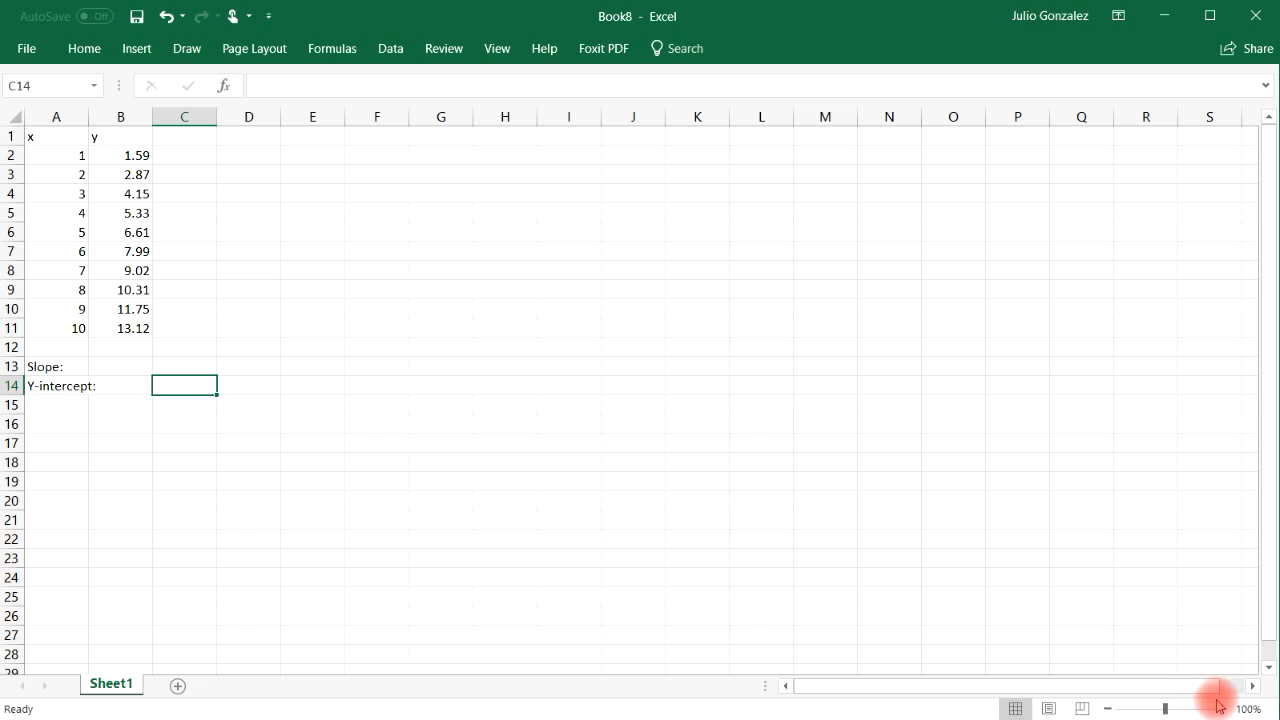 AutoSave Off Book8 - Excel Julio Gonzalez
File Home Insert Draw Page Layout Formulas Data Review View Help Foxit PDF Search Share
C14 fx
A B C D E F G H I J K L M N O P Q R S
1 x y
2 1 1.59
3 2 2.87
4 3 4.15
5 4 5.33
6 5 6.61
7 6 7.99
8 7 9.02
9 8 10.31
10 9 11.75
11 10 13.12
12
13 Slope:
14 Y-intercept:
15
16
17
18
19
20
21
22
23
24
25
26
27
28
29
Sheet1
Ready 100%